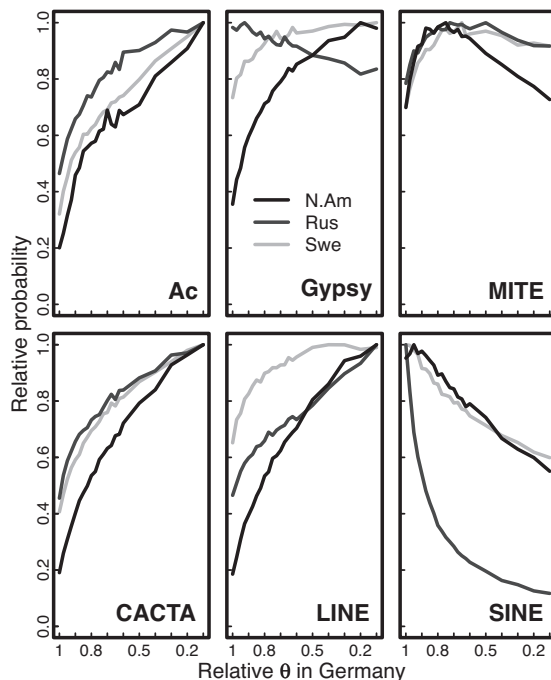 Relative probability
0.0 0.2 0.4 0.6 0.8 1.0
Ac
N.Am
Rus
Swe
Gypsy
MITE
0.0 0.2 0.4 0.6 0.8 1.0
CACTA
LINE
SINE
1 0.8 0.5 0.2
1 0.8 0.5 0.2
1 0.8 0.5 0.2
Relative θ in Germany